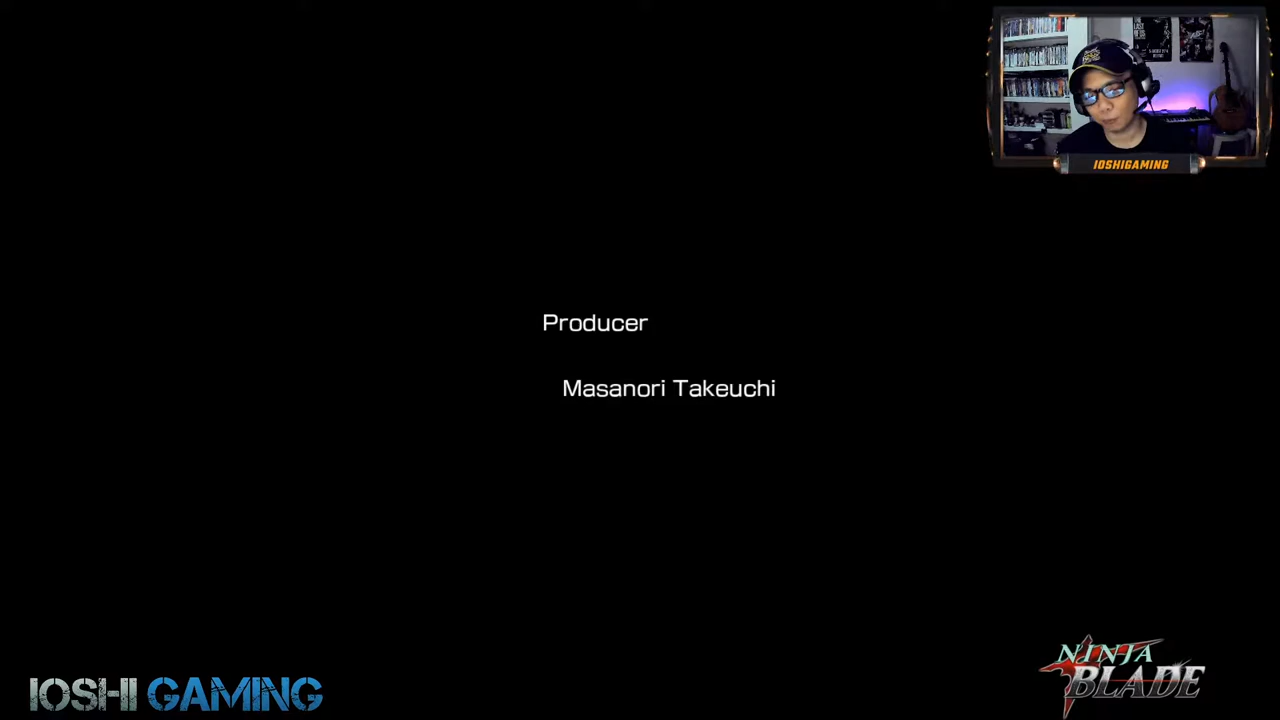 IOSHIGAMING
Producer
Masanori Takeuchi
IOSHI GAMING
NINJA
BLADE